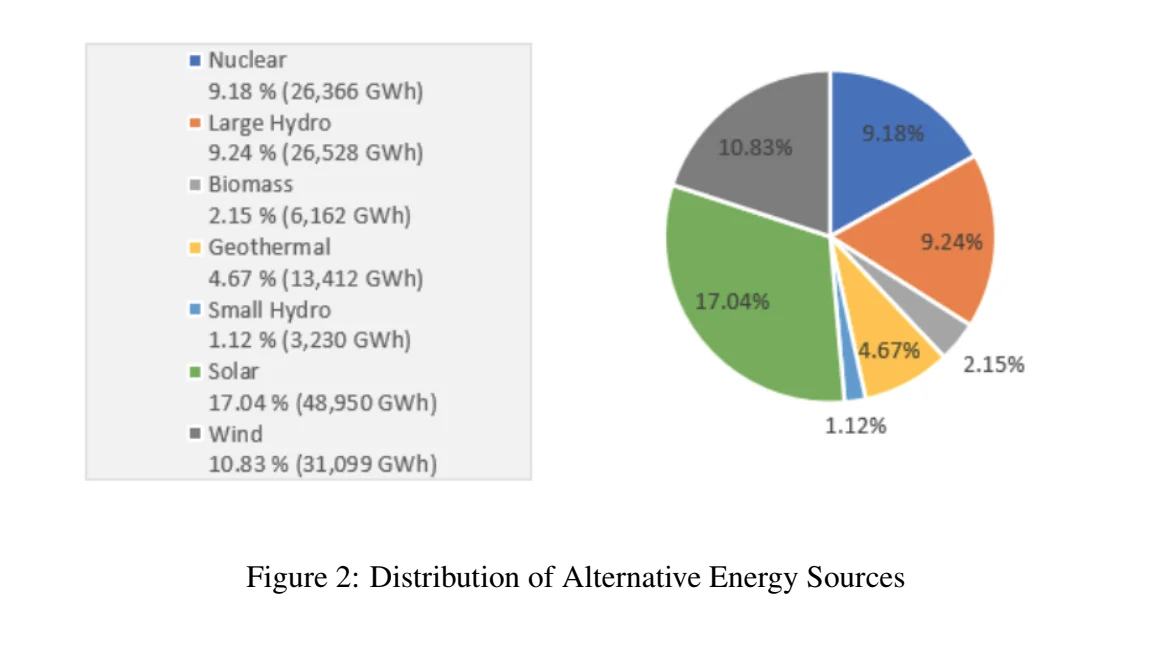 Nuclear
9.18 % (26,366 GWh)
Large Hydro
9.24 % (26,528 GWh)
Biomass
2.15 % (6,162 GWh)
Geothermal
4.67 % (13,412 GWh)
Small Hydro
1.12 % (3,230 GWh)
Solar
17.04 % (48,950 GWh)
Wind
10.83 % (31,099 GWh)
9.18%
10.83%
9.24%
17.04%
4.67%
2.15%
1.12%
Figure 2: Distribution of Alternative Energy Sources